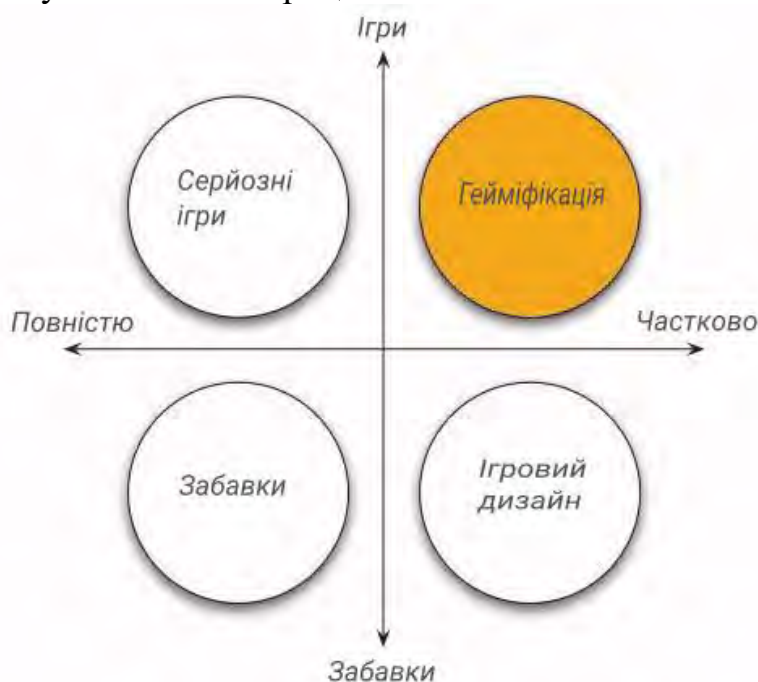 Ігри
Серйозні
ігри
Гейміфікація
Повністю
Частково
Забавки
Ігровий
дизайн
Забавки